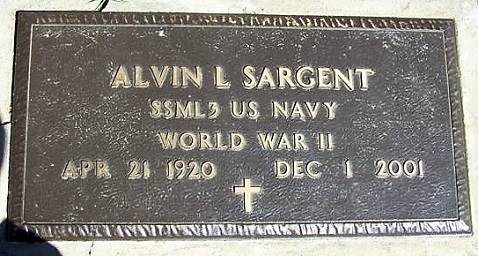 ALVIN L SARGENT
SSML3 US NAVY
WORLD WAR II
APR 21 1920 DEC 1 2001